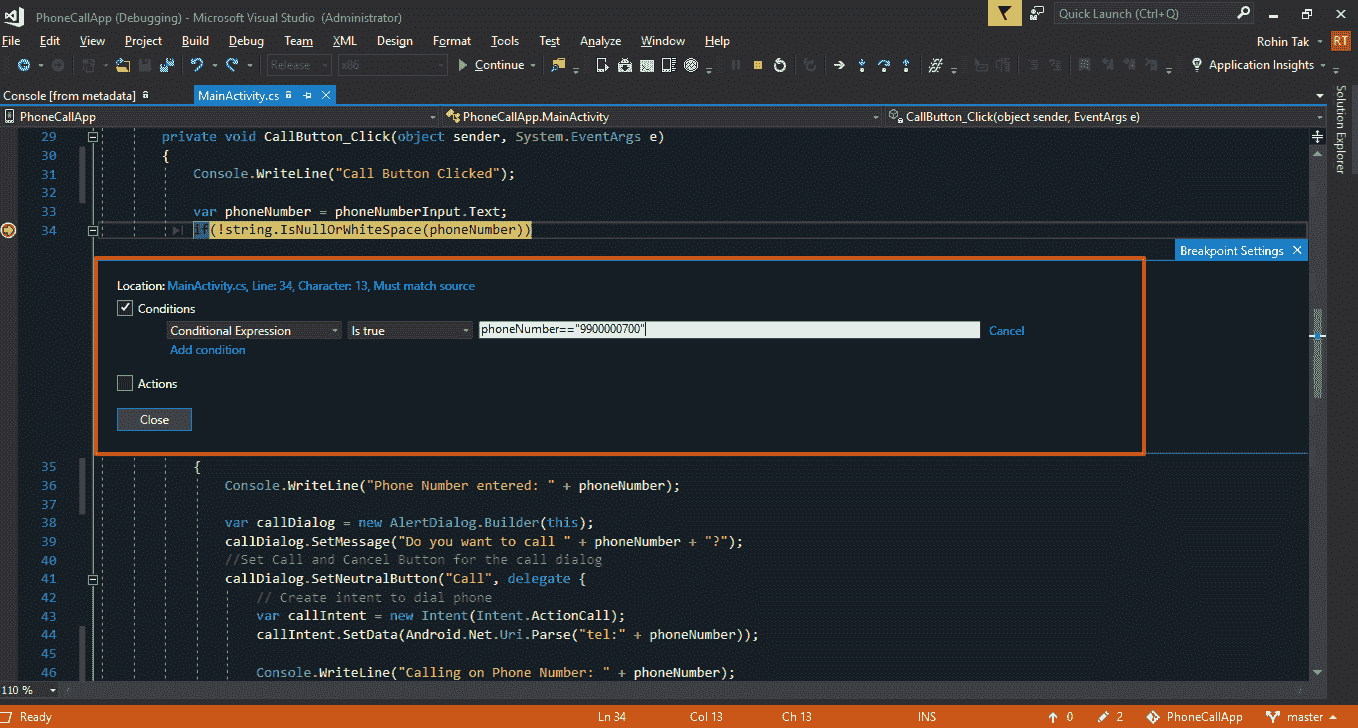 PhoneCallApp (Debugging) - Microsoft Visual Studio (Administrator)
Quick Launch (Ctrl+Q)
File Edit View Project Build Debug Team XML Design Format Tools Test Analyze Window Help
Rohin Tak RT
Release x86 Continue Application Insights
Console [from metadata] MainActivity.cs
Solution Explorer
PhoneCallApp PhoneCallApp.MainActivity CallButton_Click(object sender, EventArgs e)
29 private void CallButton_Click(object sender, System.EventArgs e)
30 {
31 Console.WriteLine("Call Button Clicked");
32
33 var phoneNumber = phoneNumberInput.Text;
34 if(!string.IsNullOrWhiteSpace(phoneNumber))
Breakpoint Settings
Location: MainActivity.cs, Line: 34, Character: 13, Must match source
Conditions
Conditional Expression Is true phoneNumber=="9900000700" Cancel
Add condition
Actions
Close
35 {
36 Console.WriteLine("Phone Number entered: " + phoneNumber);
37
38 var callDialog = new AlertDialog.Builder(this);
39 callDialog.SetMessage("Do you want to call " + phoneNumber + "?");
40 //Set Call and Cancel Button for the call dialog
41 callDialog.SetNeutralButton("Call", delegate {
42 // Create intent to dial phone
43 var callIntent = new Intent(Intent.ActionCall);
44 callIntent.SetData(Android.Net.Uri.Parse("tel:" + phoneNumber));
45
46 Console.WriteLine("Calling on Phone Number: " + phoneNumber);
110 %
Ready Ln 34 Col 13 Ch 13 INS 0 2 PhoneCallApp master